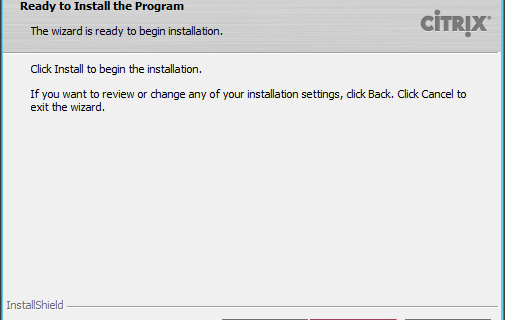 Ready to Install the Program
The wizard is ready to begin installation.
CITRIX
Click Install to begin the installation.
If you want to review or change any of your installation settings, click Back. Click Cancel to
exit the wizard.
InstallShield